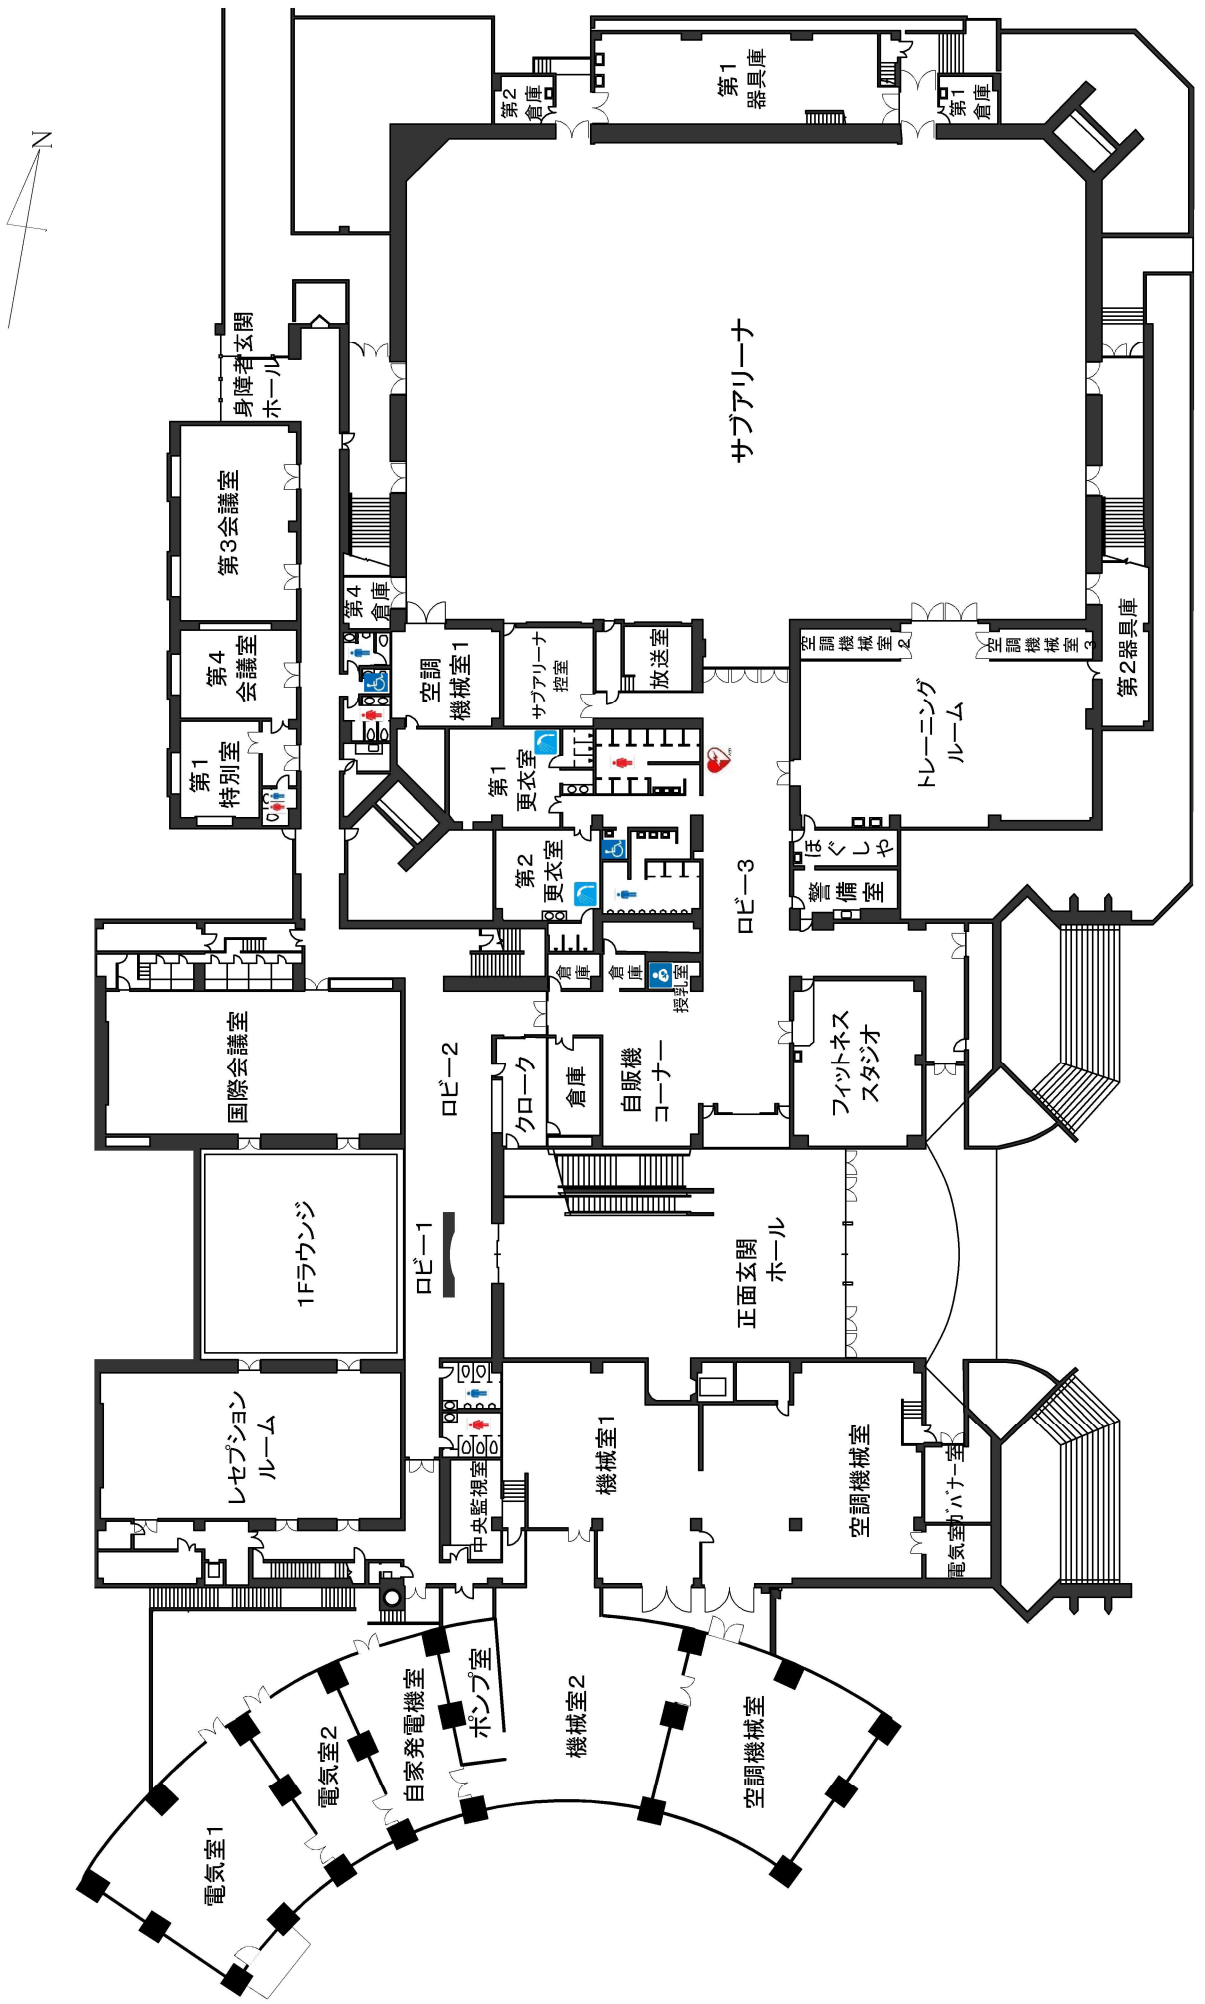 N
第2
倉庫
第1
器具庫
第1
倉庫
身障者玄関
ホール
サブアリーナ
第3会議室
第4
会議室
第1
特別室
第4
倉庫
空調
機械室1
サブアリーナ
控室
放送室
空調機械室2
空調機械室3
第2器具庫
トレーニング
ルーム
第1
更衣室
第2
更衣室
ほぐしや
警備室
ロビー3
倉庫
倉庫
授乳室
国際会議室
ロビー2
クローク
倉庫
自販機
コーナー
フィットネス
スタジオ
1Fラウンジ
ロビー1
正面玄関
ホール
レセプション
ルーム
中央監視室
機械室1
空調機械室
ガバナー室
電気室
電気室1
電気室2
自家発電機室
ポンプ室
機械室2
空調機械室